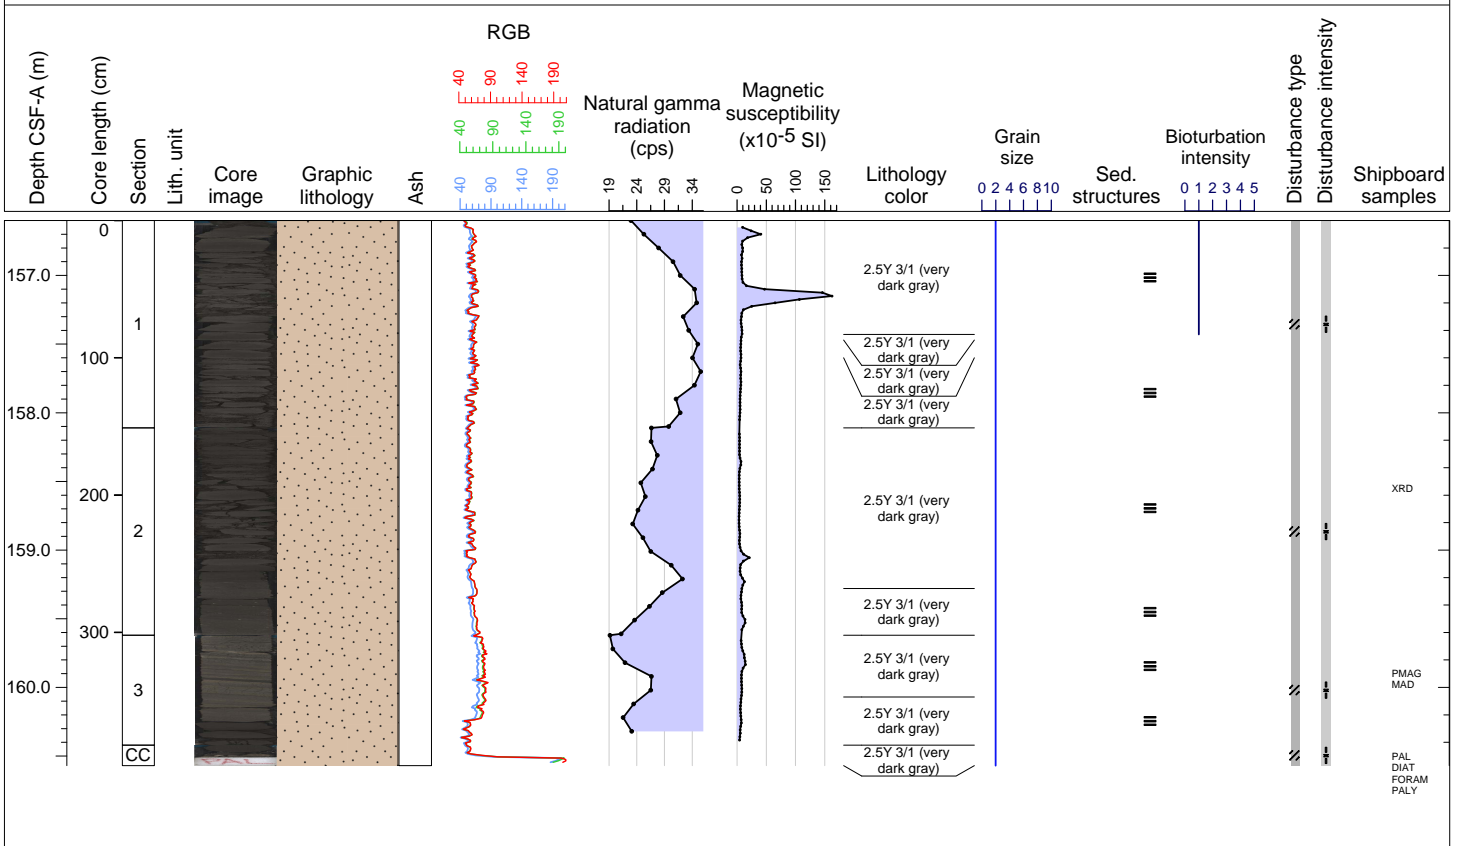 RGB
40 90 140 190
40 90 140 190
40 90 140 190
Depth CSF-A (m)
Core length (cm)
Section
Lith. unit
Core
image
Graphic
lithology
Ash
Natural gamma
radiation
(cps)
19 24 29 34
Magnetic
susceptibility
(x10-5 SI)
0 50 100 150
Lithology
color
Grain
size
0 2 4 6 8 10
Sed.
structures
Bioturbation
intensity
0 1 2 3 4 5
Disturbance type
Disturbance intensity
Shipboard
samples
157.0
158.0
159.0
160.0
0
100
200
300
1
2
3
CC
PAL
2.5Y 3/1 (very
dark gray)
2.5Y 3/1 (very
dark gray)
2.5Y 3/1 (very
dark gray)
2.5Y 3/1 (very
dark gray)
2.5Y 3/1 (very
dark gray)
2.5Y 3/1 (very
dark gray)
2.5Y 3/1 (very
dark gray)
2.5Y 3/1 (very
dark gray)
2.5Y 3/1 (very
dark gray)
XRD
PMAG
MAD
PAL
DIAT
FORAM
PALY